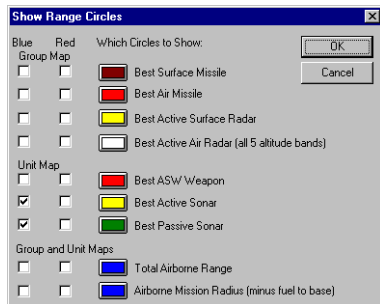 Show Range Circles
Blue Red Which Circles to Show: OK
Group Map
Best Surface Missile Cancel
Best Air Missile
Best Active Surface Radar
Best Active Air Radar (all 5 altitude bands)
Unit Map
Best ASW Weapon
Best Active Sonar
Best Passive Sonar
Group and Unit Maps
Total Airborne Range
Airborne Mission Radius (minus fuel to base)